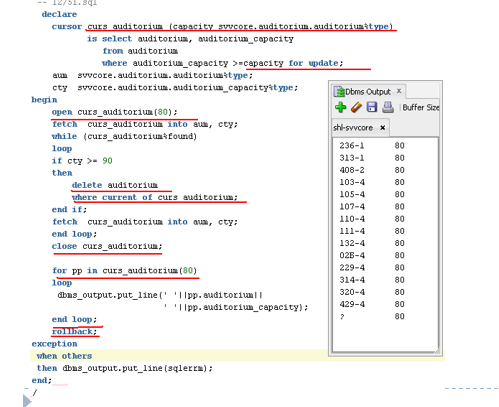 -- 12/51.sql
declare
cursor curs_auditorium (capacity svvcore.auditorium.auditorium%type)
is select auditorium, auditorium_capacity
from auditorium
where auditorium_capacity >=capacity for update;
aum svvcore.auditorium.auditorium%type;
cty svvcore.auditorium.auditorium_capacity%type;
begin
open curs_auditorium(80);
fetch curs_auditorium into aum, cty;
while (curs_auditorium%found)
loop
if cty >= 90
then
delete auditorium
where current of curs_auditorium;
end if;
fetch curs_auditorium into aum, cty;
end loop;
close curs_auditorium;
for pp in curs_auditorium(80)
loop
dbms_output.put_line(' '||pp.auditorium||
' '||pp.auditorium_capacity);
end loop;
rollback;
exception
when others
then dbms_output.put_line(sqlerrm);
end;
/
Dbms Output x
Buffer Size
shl-svvcore x
236-1 80
313-1 80
408-2 80
103-4 80
105-4 80
107-4 80
110-4 80
111-4 80
132-4 80
02B-4 80
229-4 80
314-4 80
320-4 80
429-4 80
? 80